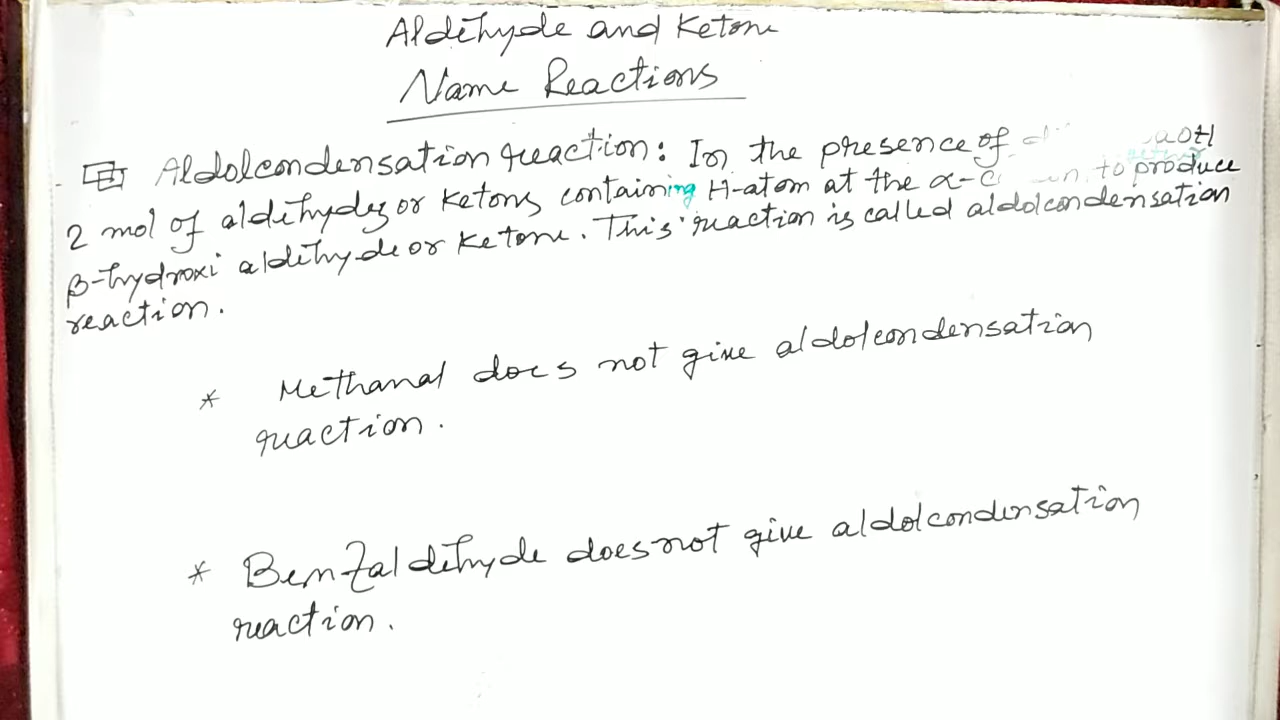 Aldehyde and Ketone
Name Reactions
Aldolcondensation reaction: In the presence of
2 mol of aldehydes or Ketons containing H-atom at the α- to produce
β-hydroxi aldehyde or Ketone. This reaction is called aldolcondensation
reaction.
* Methanal does not give aldolcondensation
reaction.
* Benzaldehyde does not give aldolcondensation
reaction.